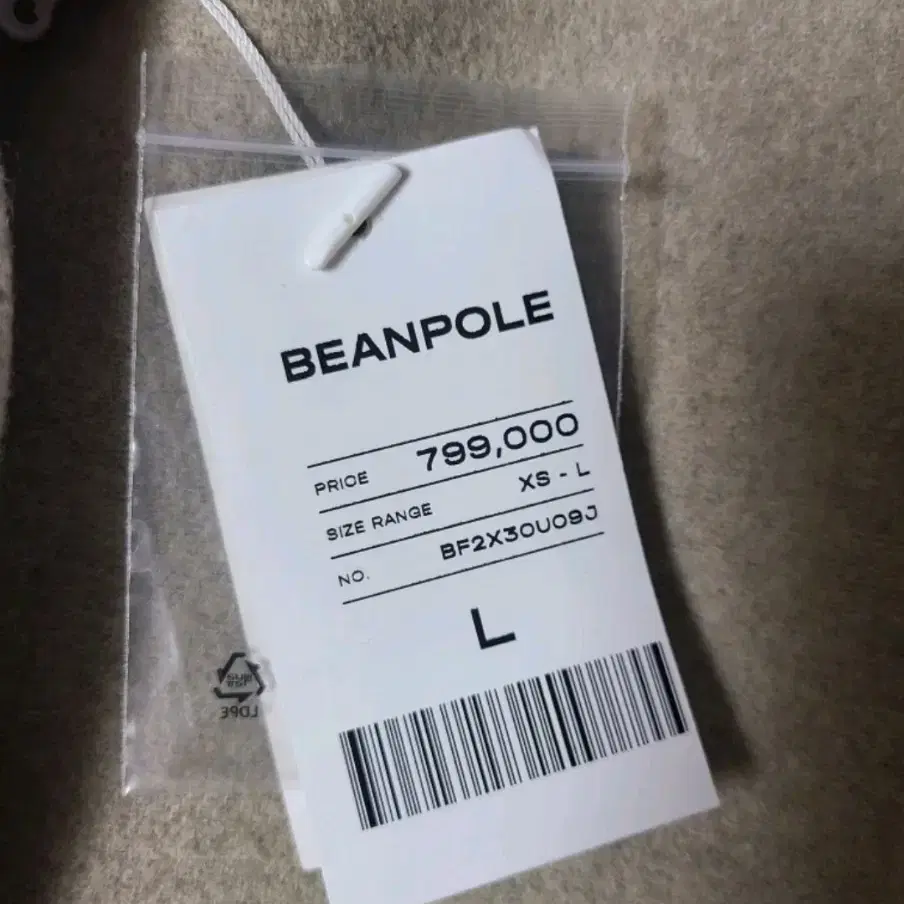 BEANPOLE
PRICE 799,000
SIZE RANGE XS - L
NO. BF2X30U09J
L
LDPE